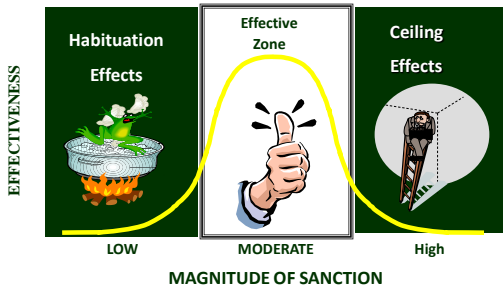 Habituation
Effects
Effective
Zone
Ceiling
Effects
EFFECTIVENESS
LOW
MODERATE
High
MAGNITUDE OF SANCTION